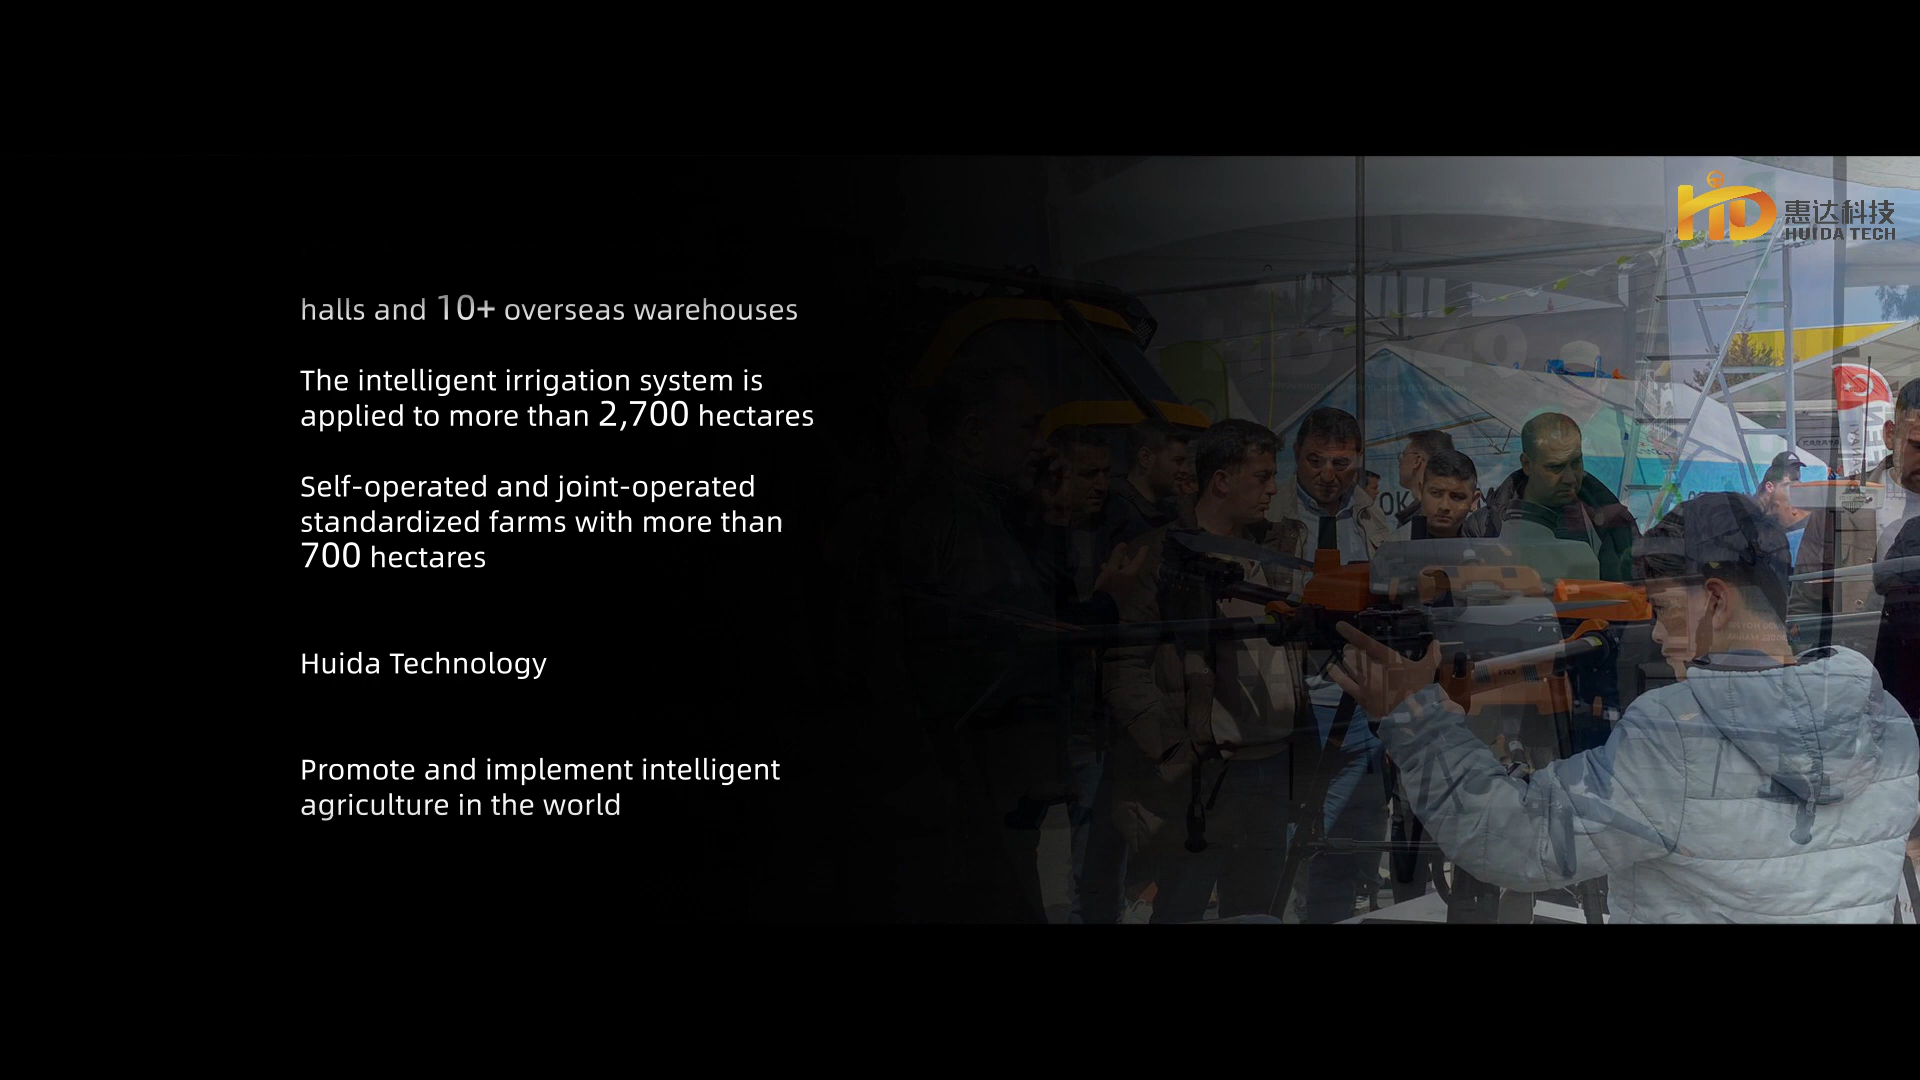 惠达科技
HUIDA TECH
halls and 10+ overseas warehouses
The intelligent irrigation system is
applied to more than 2,700 hectares
Self-operated and joint-operated
standardized farms with more than
700 hectares
Huida Technology
Promote and implement intelligent
agriculture in the world